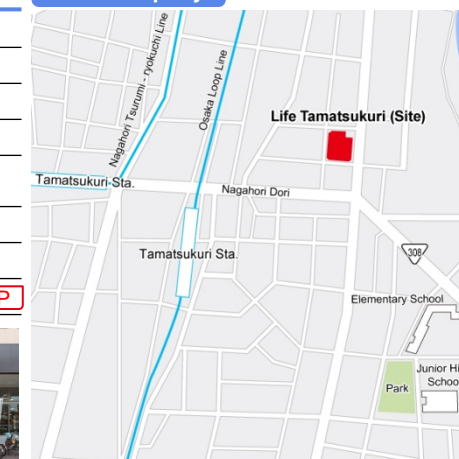 Nagahori Tsurumi - ryokuchi Line
Osaka Loop Line
Life Tamatsukuri (Site)
Tamatsukuri Sta.
Nagahori Dori
Tamatsukuri Sta.
308
Elementary School
Junior Hi
Schoo
Park
P